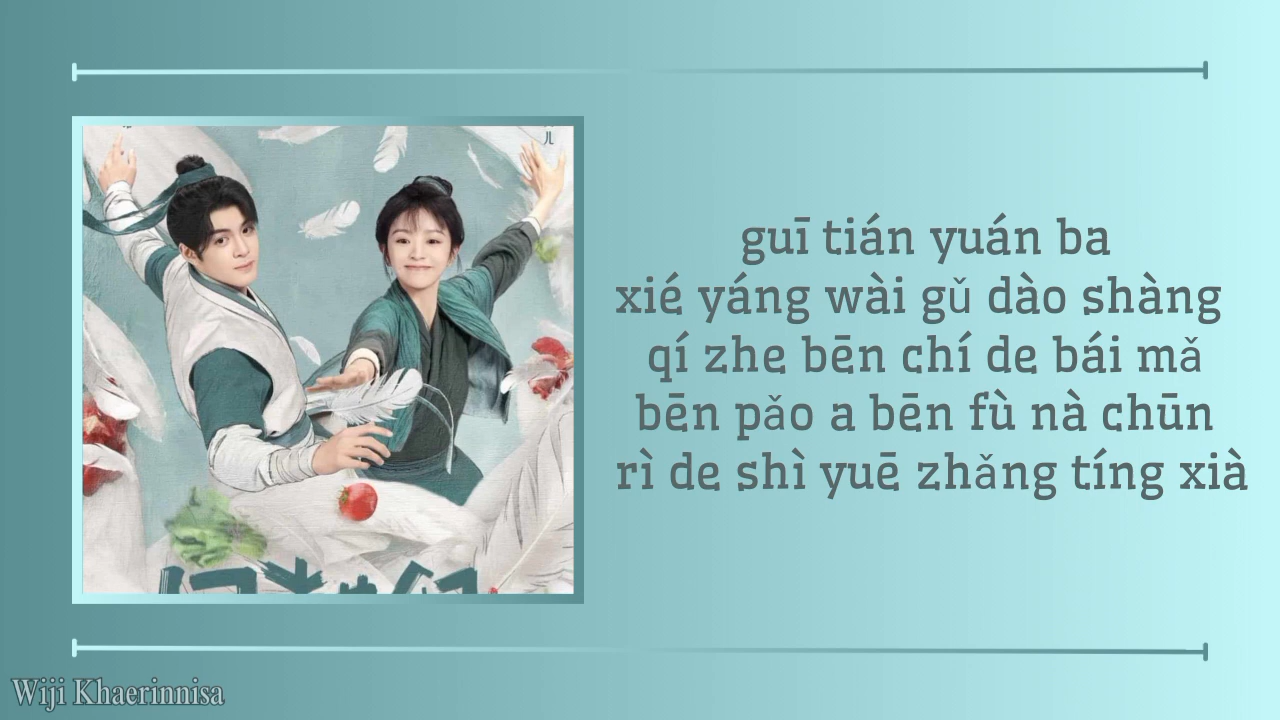 儿
guī tián yuán ba
xié yáng wài gǔ dào shàng
qí zhe bēn chí de bái mǎ
bēn pǎo a bēn fù nà chūn
rì de shì yuē zhǎng tíng xià
Wiji Khaerinnisa